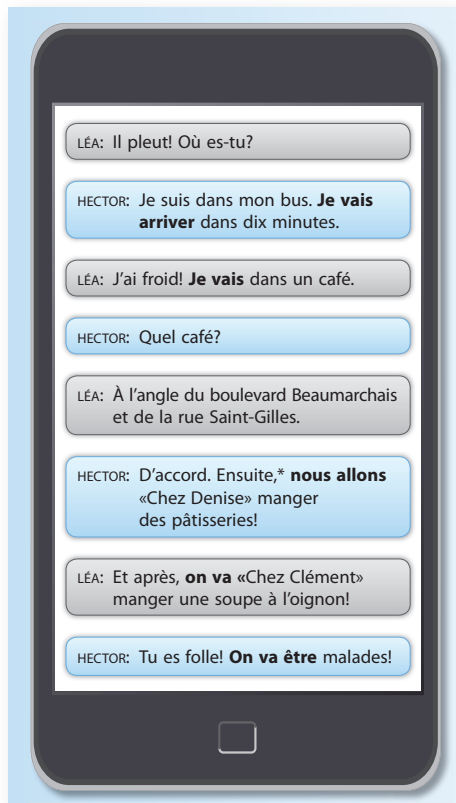 LÉA: Il pleut! Où es-tu?
HECTOR: Je suis dans mon bus. Je vais
arriver dans dix minutes.
LÉA: J'ai froid! Je vais dans un café.
HECTOR: Quel café?
LÉA: À l'angle du boulevard Beaumarchais
et de la rue Saint-Gilles.
HECTOR: D'accord. Ensuite,* nous allons
«Chez Denise» manger
des pâtisseries!
LÉA: Et après, on va «Chez Clément»
manger une soupe à l'oignon!
HECTOR: Tu es folle! On va être malades!